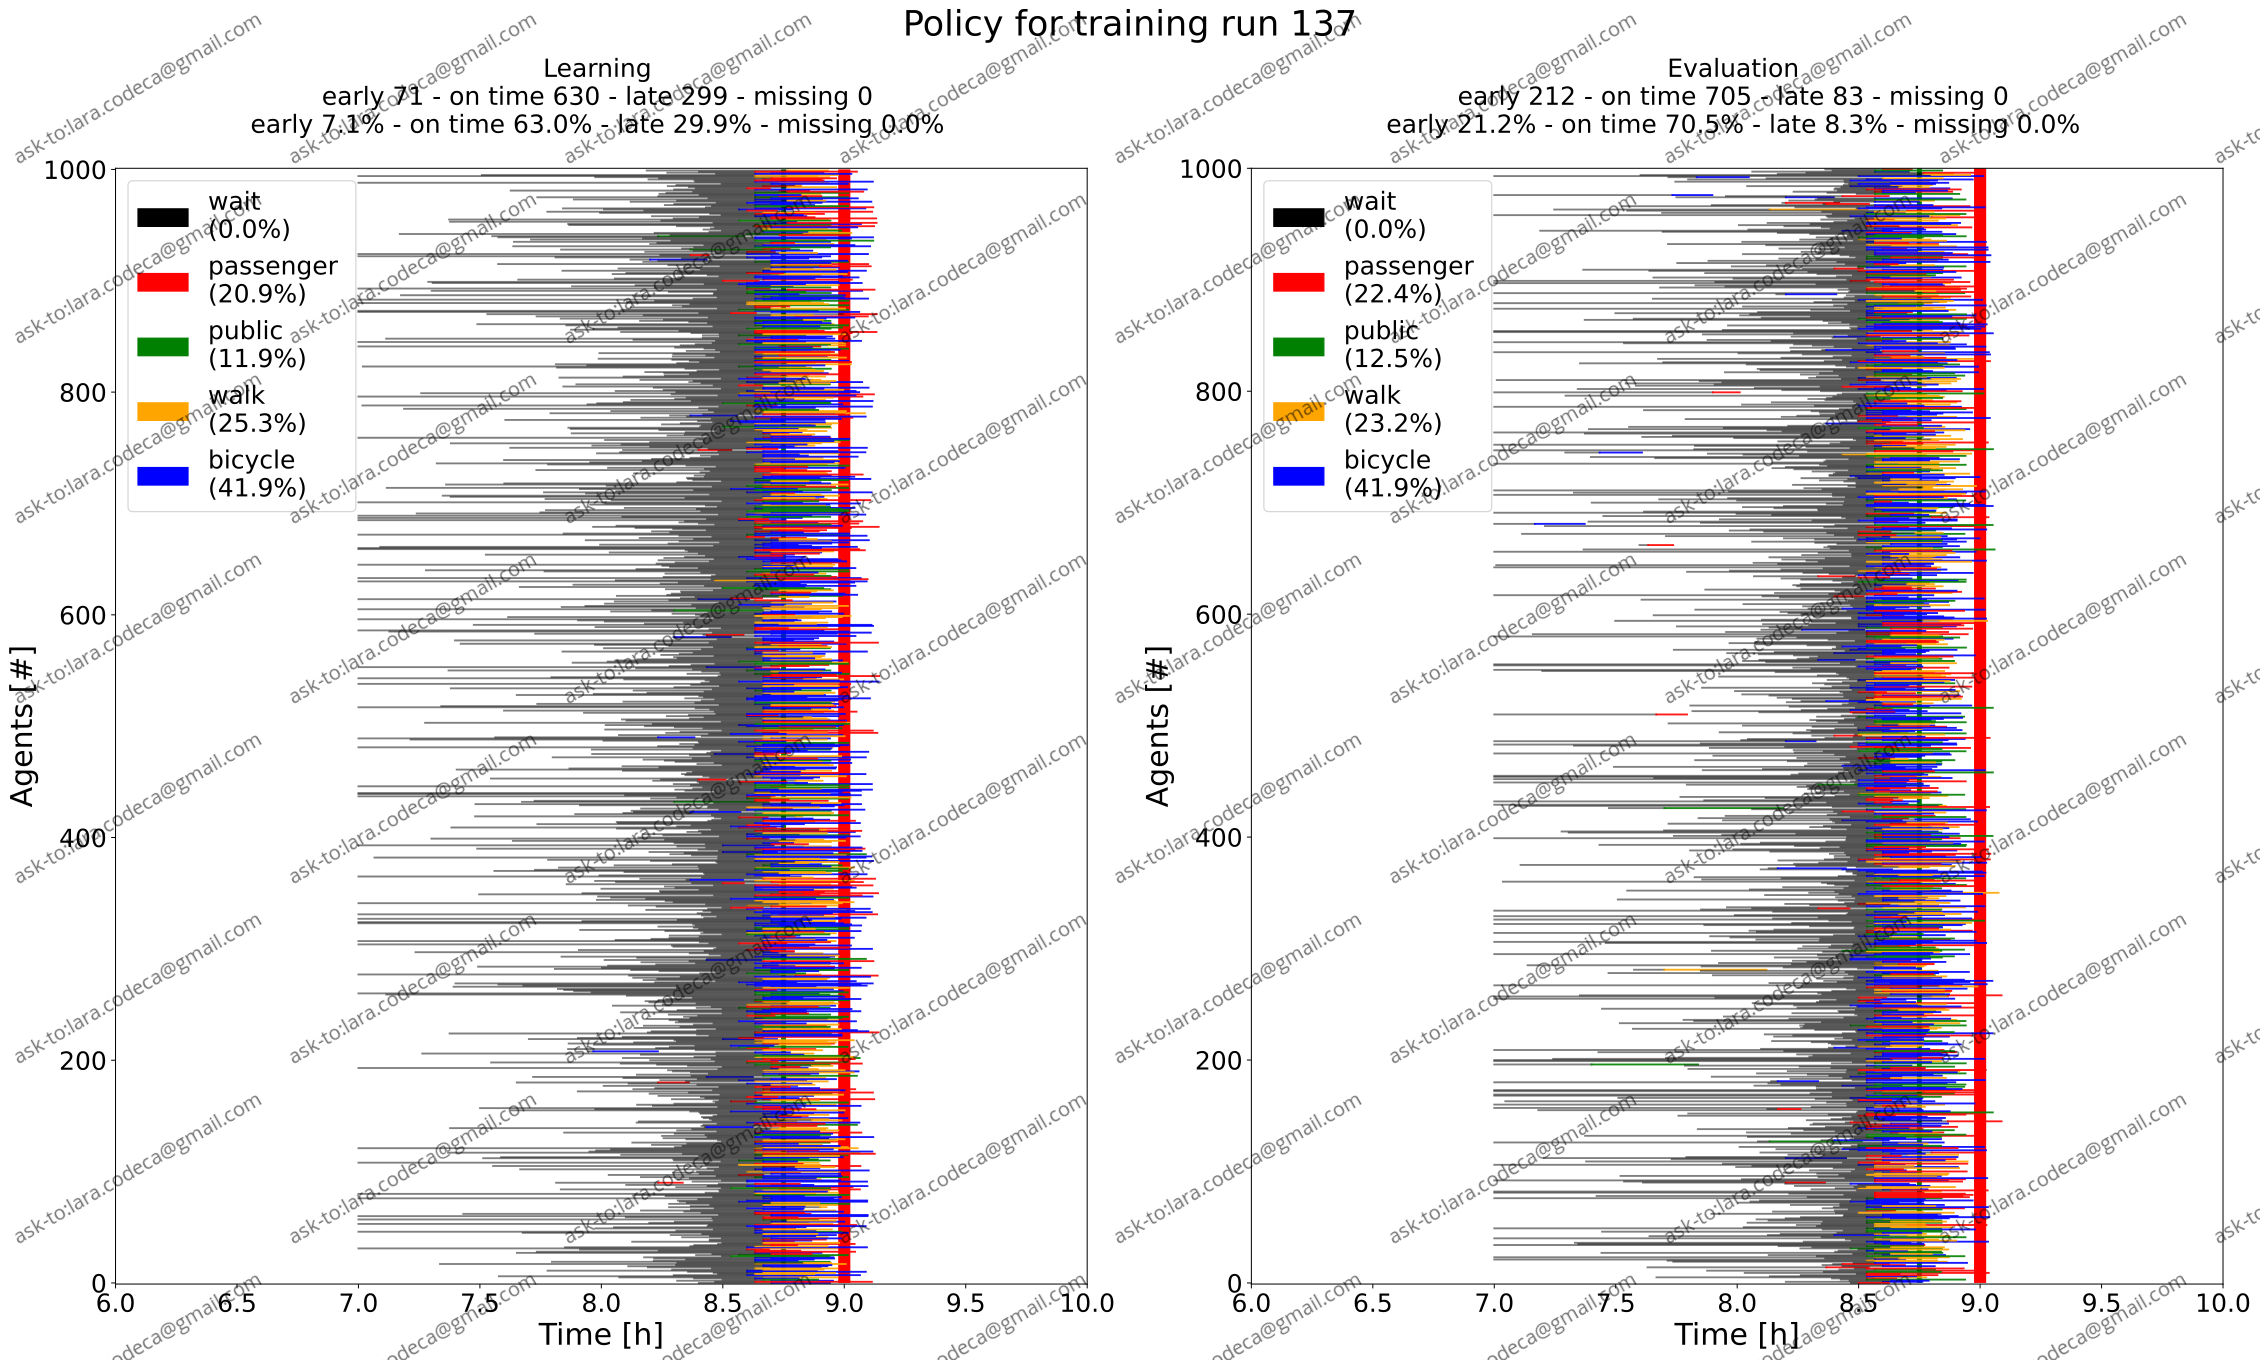 Policy for training run 137
Learning
early 71 - on time 630 - late 299 - missing 0
early 7.1% - on time 63.0% - late 29.9% - missing 0.0%
1000
800
600
400
200
0
Agents [#]
wait
(0.0%)
passenger
(20.9%)
public
(11.9%)
walk
(25.3%)
bicycle
(41.9%)
6.0 6.5 7.0 7.5 8.0 8.5 9.0 9.5 10.0
Time [h]
Evaluation
early 212 - on time 705 - late 83 - missing 0
early 21.2% - on time 70.5% - late 8.3% - missing 0.0%
1000
800
600
400
200
0
Agents [#]
wait
(0.0%)
passenger
(22.4%)
public
(12.5%)
walk
(23.2%)
bicycle
(41.9%)
6.0 6.5 7.0 7.5 8.0 8.5 9.0 9.5 10.0
Time [h]
ask-to:lara.codeca@gmail.com